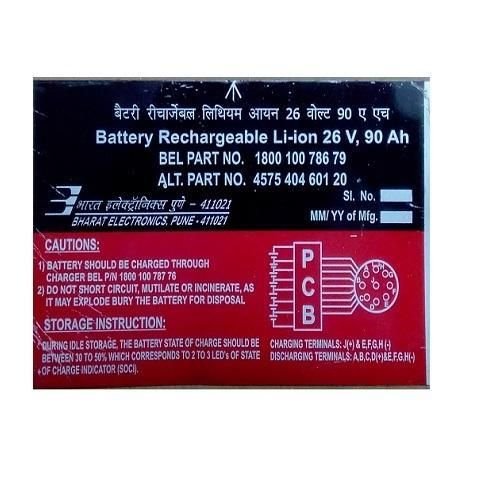 बैटरी रीचार्जेबल लिथियम आयन 26 वोल्ट 90 ए एच
Battery Rechargeable Li-ion 26 V, 90 Ah
BEL PART NO. 1800 100 786 79
ALT. PART NO. 4575 404 601 20
Sl. No.
MM/ YY of Mfg.
भारत इलेक्ट्रॉनिक्स पुणे - 411021
BHARAT ELECTRONICS, PUNE - 411021
CAUTIONS:
1) BATTERY SHOULD BE CHARGED THROUGH
CHARGER BEL P/N 1800 100 787 76
2) DO NOT SHORT CIRCUIT, MUTILATE OR INCINERATE, AS
IT MAY EXPLODE BURY THE BATTERY FOR DISPOSAL
STORAGE INSTRUCTION:
DURING IDLE STORAGE, THE BATTERY STATE OF CHARGE SHOULD BE
BETWEEN 30 TO 50% WHICH CORRESPONDS TO 2 TO 3 LED's OF STATE
OF CHARGE INDICATOR (SOCI).
PCB
CHARGING TERMINALS: J(+) & E,F,G,H (-)
DISCHARGING TERMINALS: A,B,C,D(+)&E,F,G,H(-)